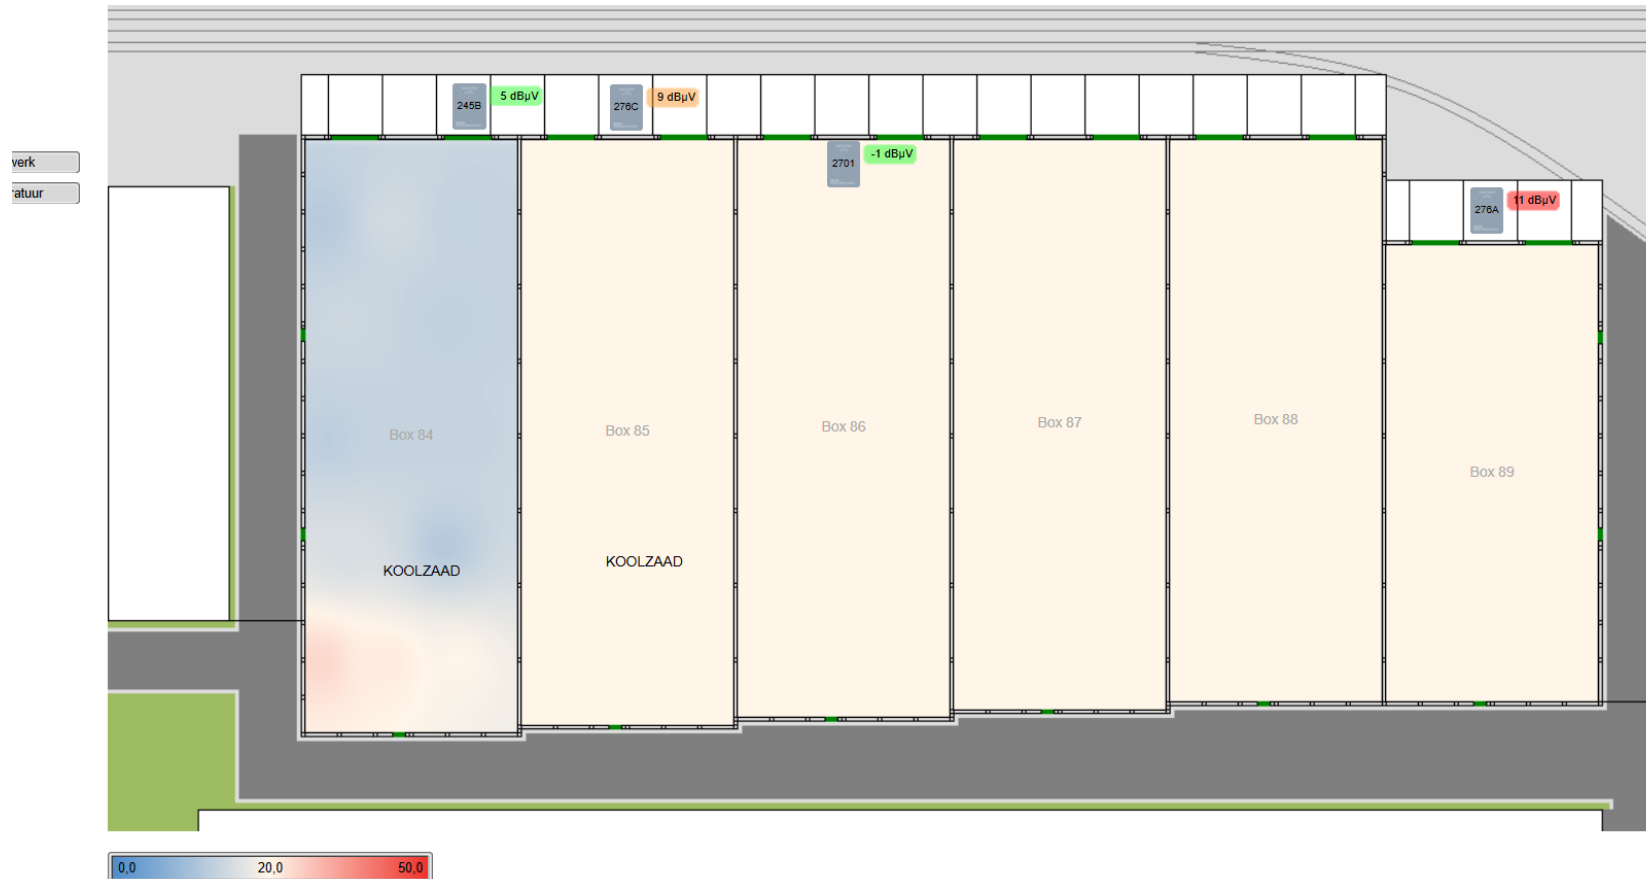 245B
5 dBµV
276C
9 dBµV
2701
-1 dBµV
werk
ratuur
276A
11 dBµV
Box 84
Box 85
Box 86
Box 87
Box 88
Box 89
KOOLZAAD
KOOLZAAD
0,0 20,0 50,0